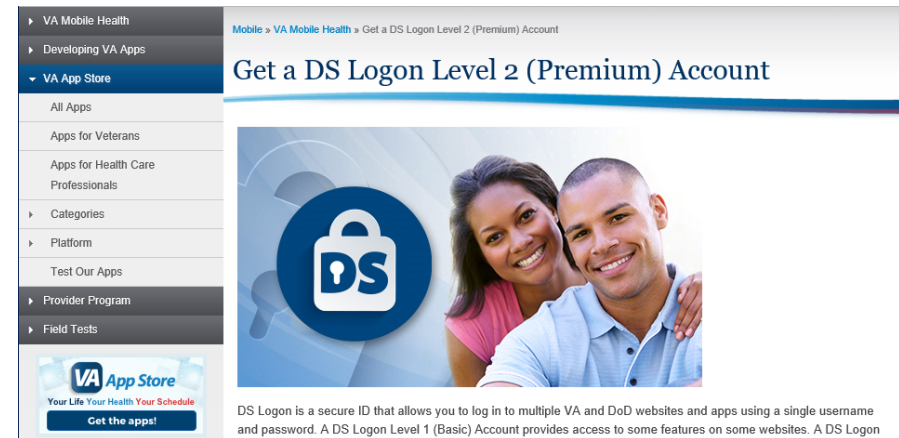 VA Mobile Health
Developing VA Apps
VA App Store
All Apps
Apps for Veterans
Apps for Health Care
Professionals
Categories
Platform
Test Our Apps
Provider Program
Field Tests
VA App Store
Your Life Your Health Your Schedule
Get the apps!
Mobile » VA Mobile Health » Get a DS Logon Level 2 (Premium) Account
Get a DS Logon Level 2 (Premium) Account
DS
DS Logon is a secure ID that allows you to log in to multiple VA and DoD websites and apps using a single username
and password. A DS Logon Level 1 (Basic) Account provides access to some features on some websites. A DS Logon